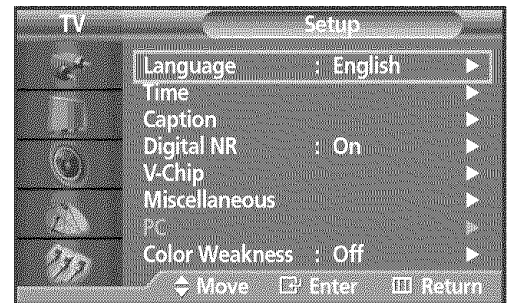 TV Setup
Language : English
Time
Caption
Digital NR : On
V-Chip
Miscellaneous
PC
Color Weakness : Off
Move Enter Return